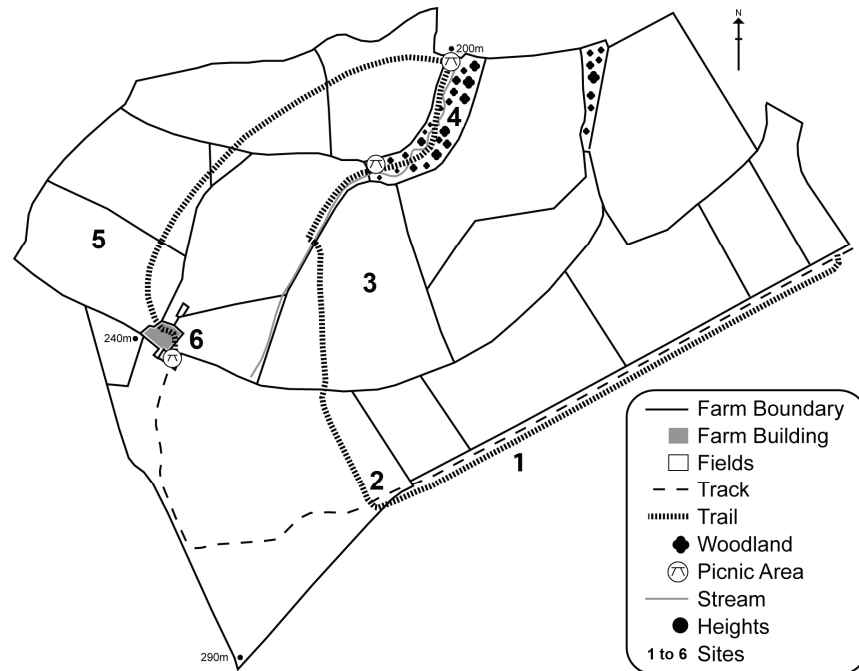 N
200m
4
5
3
6
240m
2
1
290m
Farm Boundary
Farm Building
Fields
Track
Trail
Woodland
Picnic Area
Stream
Heights
1 to 6 Sites